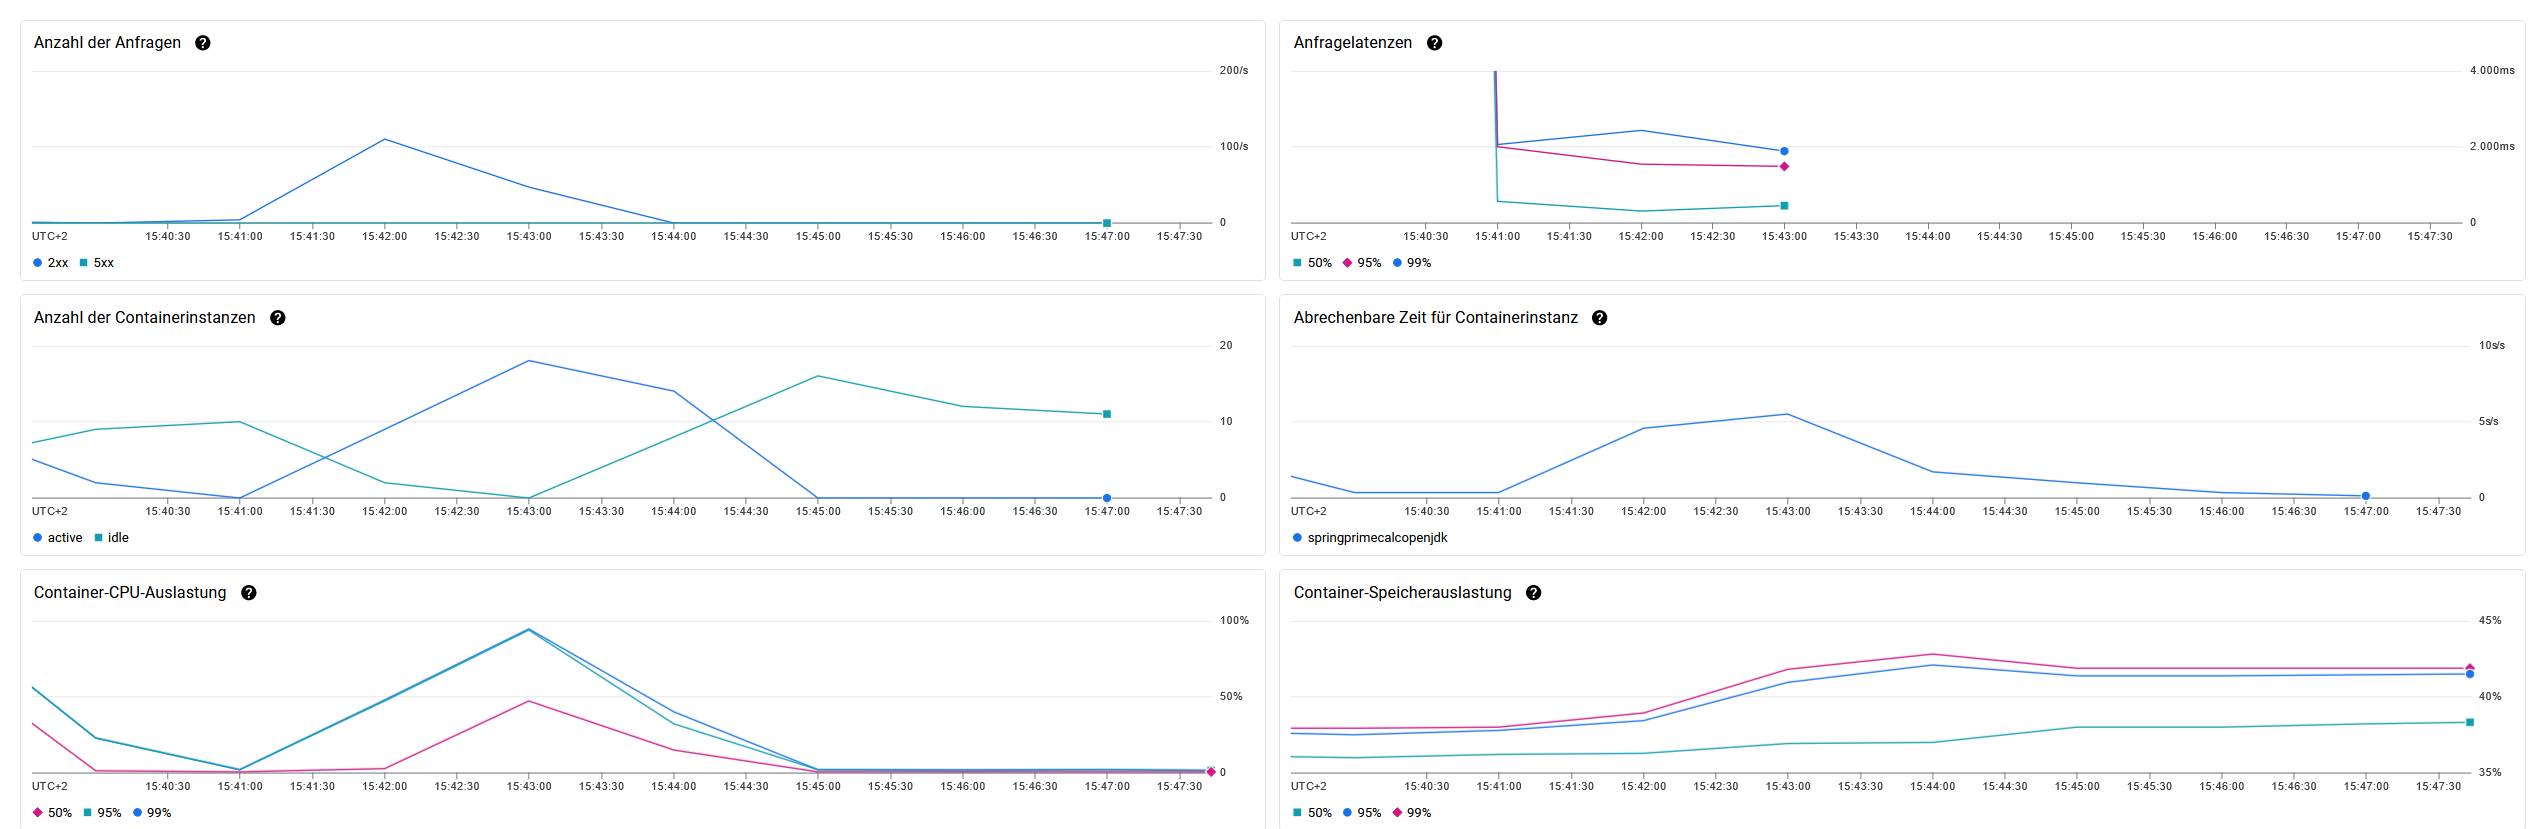 Anzahl der Anfragen
200/s
100/s
0
UTC+2 15:40:30 15:41:00 15:41:30 15:42:00 15:42:30 15:43:00 15:43:30 15:44:00 15:44:30 15:45:00 15:45:30 15:46:00 15:46:30 15:47:00 15:47:30
2xx 5xx
Anfragelatenzen
4.000ms
2.000ms
0
UTC+2 15:40:30 15:41:00 15:41:30 15:42:00 15:42:30 15:43:00 15:43:30 15:44:00 15:44:30 15:45:00 15:45:30 15:46:00 15:46:30 15:47:00 15:47:30
50% 95% 99%
Anzahl der Containerinstanzen
20
10
0
UTC+2 15:40:30 15:41:00 15:41:30 15:42:00 15:42:30 15:43:00 15:43:30 15:44:00 15:44:30 15:45:00 15:45:30 15:46:00 15:46:30 15:47:00 15:47:30
active idle
Abrechenbare Zeit für Containerinstanz
10s/s
5s/s
0
UTC+2 15:40:30 15:41:00 15:41:30 15:42:00 15:42:30 15:43:00 15:43:30 15:44:00 15:44:30 15:45:00 15:45:30 15:46:00 15:46:30 15:47:00 15:47:30
springprimecalcopenjdk
Container-CPU-Auslastung
100%
50%
0
UTC+2 15:40:30 15:41:00 15:41:30 15:42:00 15:42:30 15:43:00 15:43:30 15:44:00 15:44:30 15:45:00 15:45:30 15:46:00 15:46:30 15:47:00 15:47:30
50% 95% 99%
Container-Speicherauslastung
45%
40%
35%
UTC+2 15:40:30 15:41:00 15:41:30 15:42:00 15:42:30 15:43:00 15:43:30 15:44:00 15:44:30 15:45:00 15:45:30 15:46:00 15:46:30 15:47:00 15:47:30
50% 95% 99%